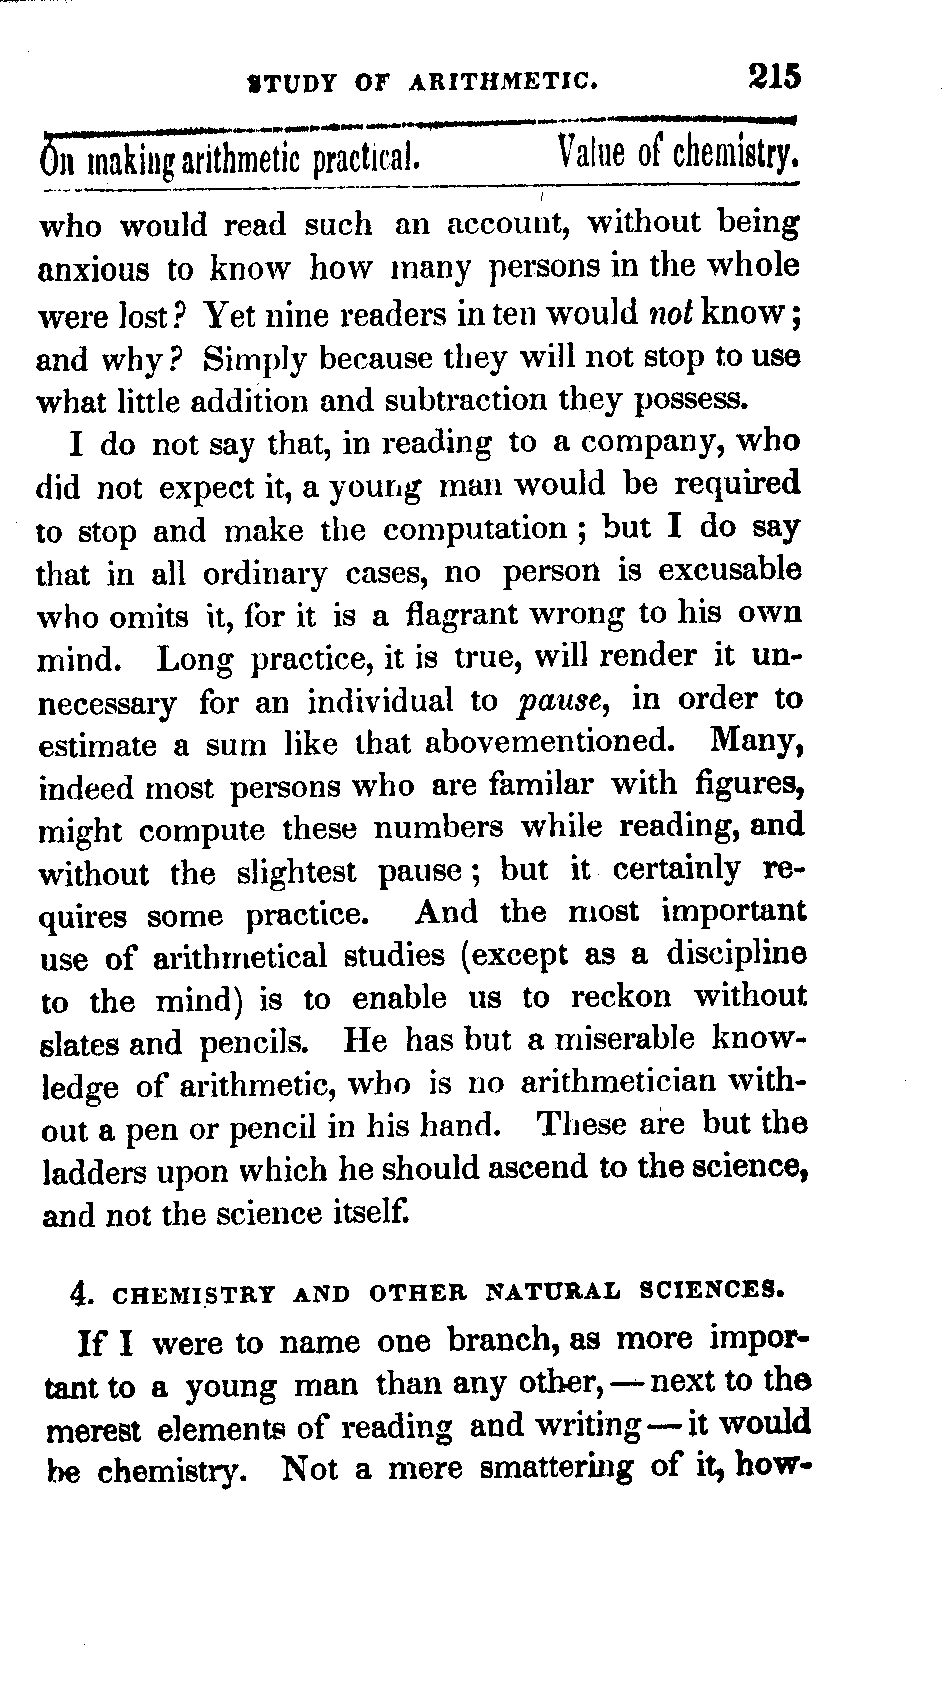 STUDY OF ARITHMETIC. 215
On making arithmetic practical. Value of chemistry.
who would read such an account, without being
anxious to know how many persons in the whole
were lost? Yet nine readers in ten would not know;
and why? Simply because they will not stop to use
what little addition and subtraction they possess.
I do not say that, in reading to a company, who
did not expect it, a young man would be required
to stop and make the computation; but I do say
that in all ordinary cases, no person is excusable
who omits it, for it is a flagrant wrong to his own
mind. Long practice, it is true, will render it un-
necessary for an individual to pause, in order to
estimate a sum like that abovementioned. Many,
indeed most persons who are familar with figures,
might compute these numbers while reading, and
without the slightest pause; but it certainly re-
quires some practice. And the most important
use of arithmetical studies (except as a discipline
to the mind) is to enable us to reckon without
slates and pencils. He has but a miserable know-
ledge of arithmetic, who is no arithmetician with-
out a pen or pencil in his hand. These are but the
ladders upon which he should ascend to the science,
and not the science itself.
4. CHEMISTRY AND OTHER NATURAL SCIENCES.
If I were to name one branch, as more impor-
tant to a young man than any other,—next to the
merest elements of reading and writing—it would
be chemistry. Not a mere smattering of it, how-